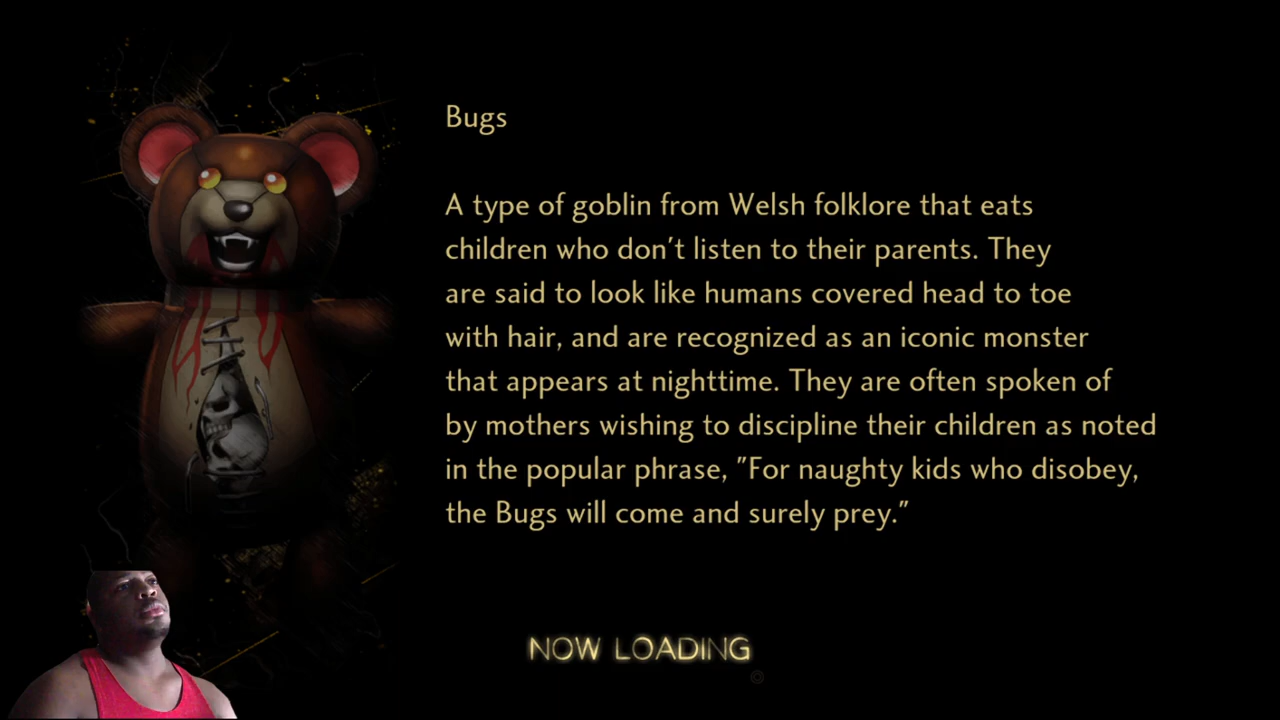 Bugs
A type of goblin from Welsh folklore that eats
children who don't listen to their parents. They
are said to look like humans covered head to toe
with hair, and are recognized as an iconic monster
that appears at nighttime. They are often spoken of
by mothers wishing to discipline their children as noted
in the popular phrase, "For naughty kids who disobey,
the Bugs will come and surely prey."
NOW LOADING